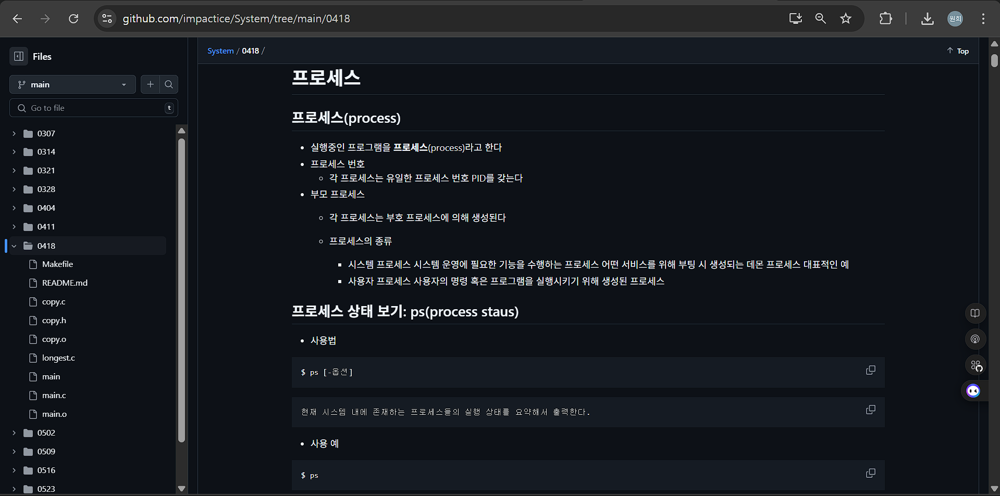 github.com/impactice/System/tree/main/0418
원희
Files
System / 0418 /
Top
main
Go to file
t
0307
0314
0321
0328
0404
0411
0418
Makefile
README.md
copy.c
copy.h
copy.o
longest.c
main
main.c
main.o
0502
0509
0516
0523
프로세스
프로세스(process)
실행중인 프로그램을 프로세스(process)라고 한다
프로세스 번호
각 프로세스는 유일한 프로세스 번호 PID를 갖는다
부모 프로세스
각 프로세스는 부호 프로세스에 의해 생성된다
프로세스의 종류
시스템 프로세스 시스템 운영에 필요한 기능을 수행하는 프로세스 어떤 서비스를 위해 부팅 시 생성되는 데몬 프로세스 대표적인 예
사용자 프로세스 사용자의 명령 혹은 프로그램을 실행시키기 위해 생성된 프로세스
프로세스 상태 보기: ps(process staus)
사용법
$ ps [-옵션]
현재 시스템 내에 존재하는 프로세스들의 실행 상태를 요약해서 출력한다.
사용 예
$ ps